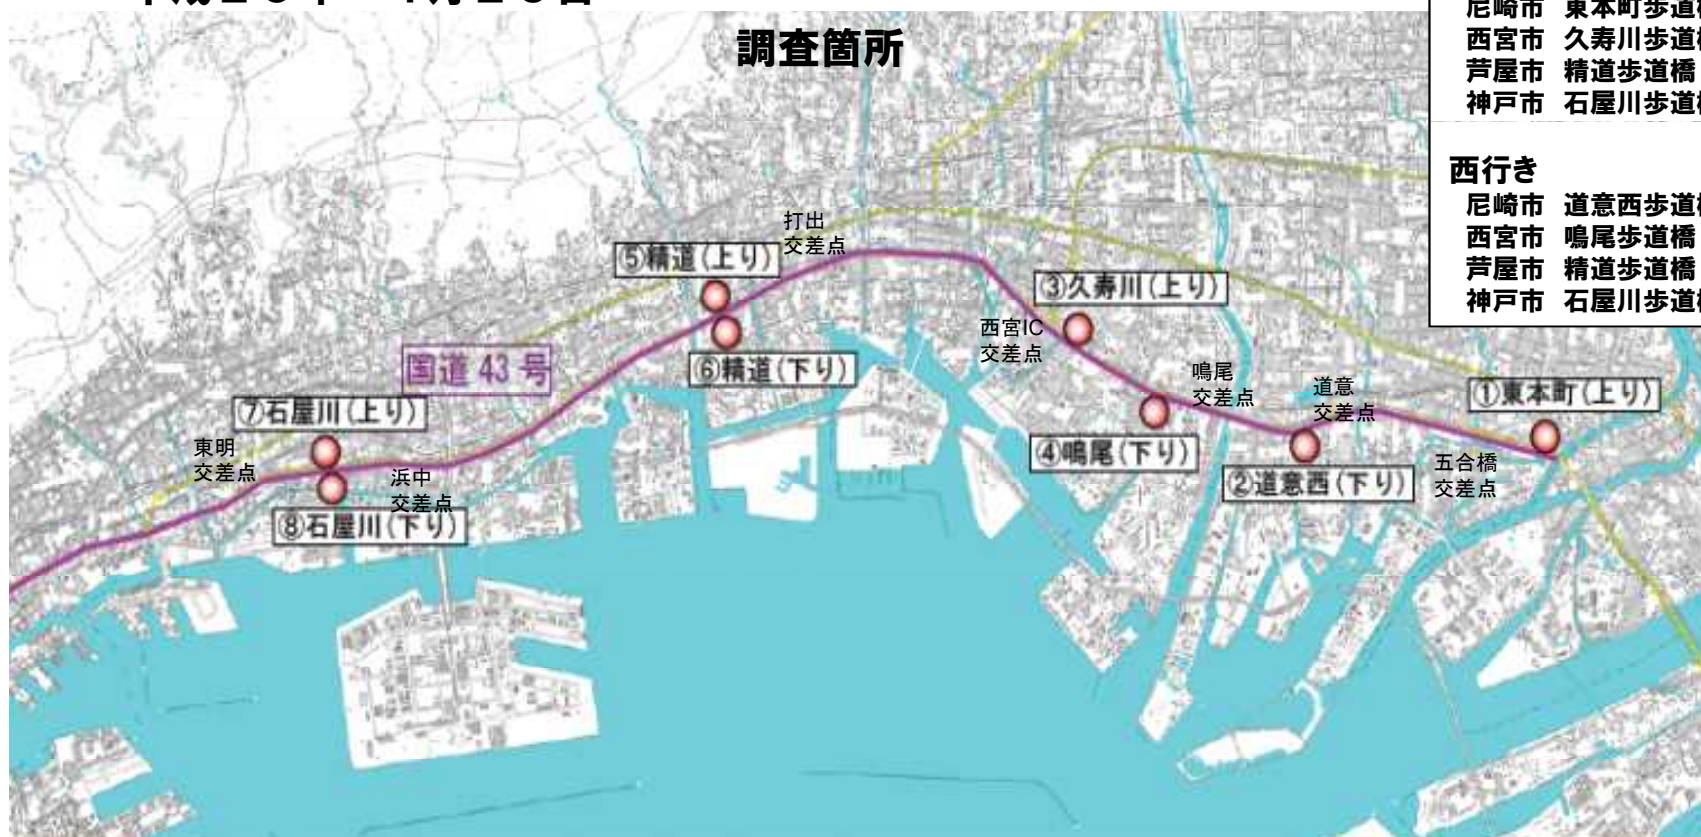 調査箇所
尼崎市 東本町歩道橋
西宮市 久寿川歩道橋
芦屋市 精道歩道橋
神戸市 石屋川歩道橋
西行き
尼崎市 道意西歩道橋
西宮市 鳴尾歩道橋
芦屋市 精道歩道橋
神戸市 石屋川歩道橋
打出
交差点
⑤精道(上り)
③久寿川(上り)
西宮IC
交差点
国道 43 号
⑥精道(下り)
鳴尾
交差点
道意
交差点
①東本町(上り)
⑦石屋川(上り)
東明
交差点
④鳴尾(下り)
浜中
交差点
②道意西(下り)
五合橋
交差点
⑧石屋川(下り)